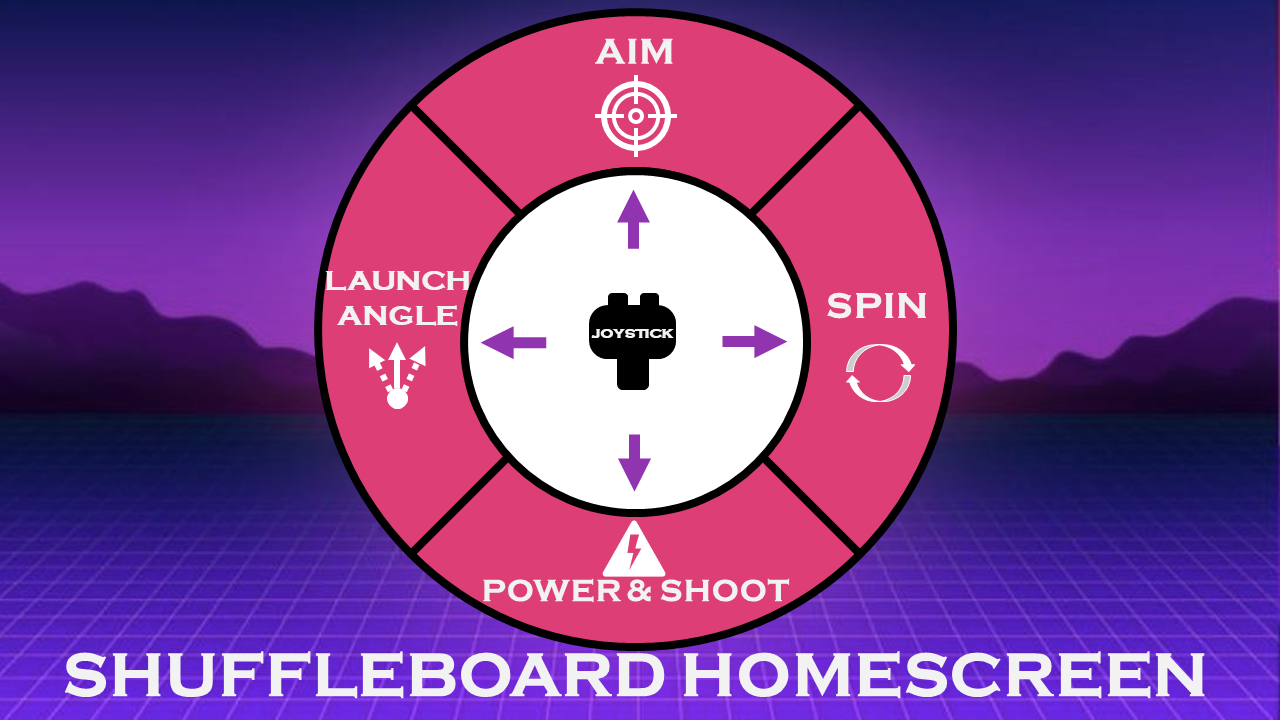 AIM
LAUNCH
ANGLE
SPIN
JOYSTICK
POWER & SHOOT
SHUFFLEBOARD HOMESCREEN